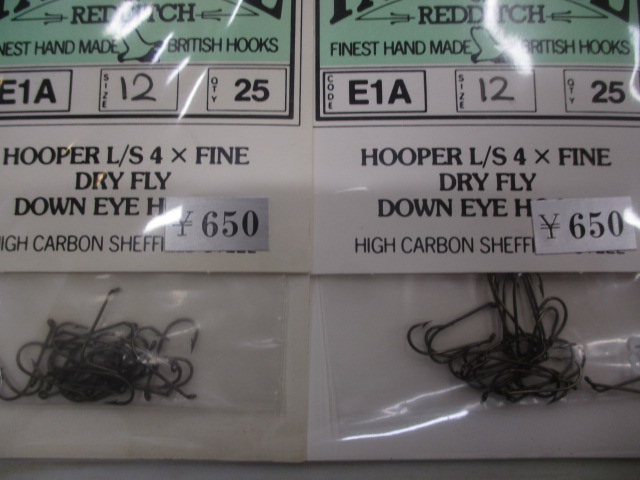 REDDITCH
FINEST HAND MADE BRITISH HOOKS
E1A SIZE 12 QTY 25
HOOPER L/S 4 × FINE
DRY FLY
DOWN EYE
¥650
HIGH CARBON
REDDITCH
FINEST HAND MADE BRITISH HOOKS
CODE E1A SIZE 12 QTY 25
HOOPER L/S 4 × FINE
DRY FLY
DOWN EYE
¥650
HIGH CARBON